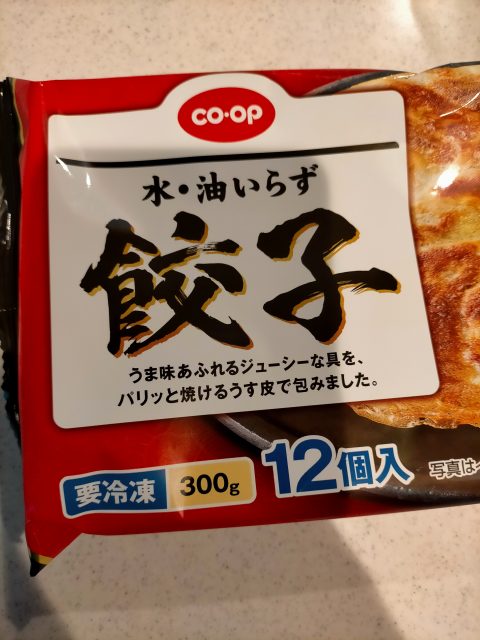 co·op
水・油いらず
餃子
うま味あふれるジューシーな具を、
パリッと焼けるうす皮で包みました。
要冷凍 300g 12個入
写真は